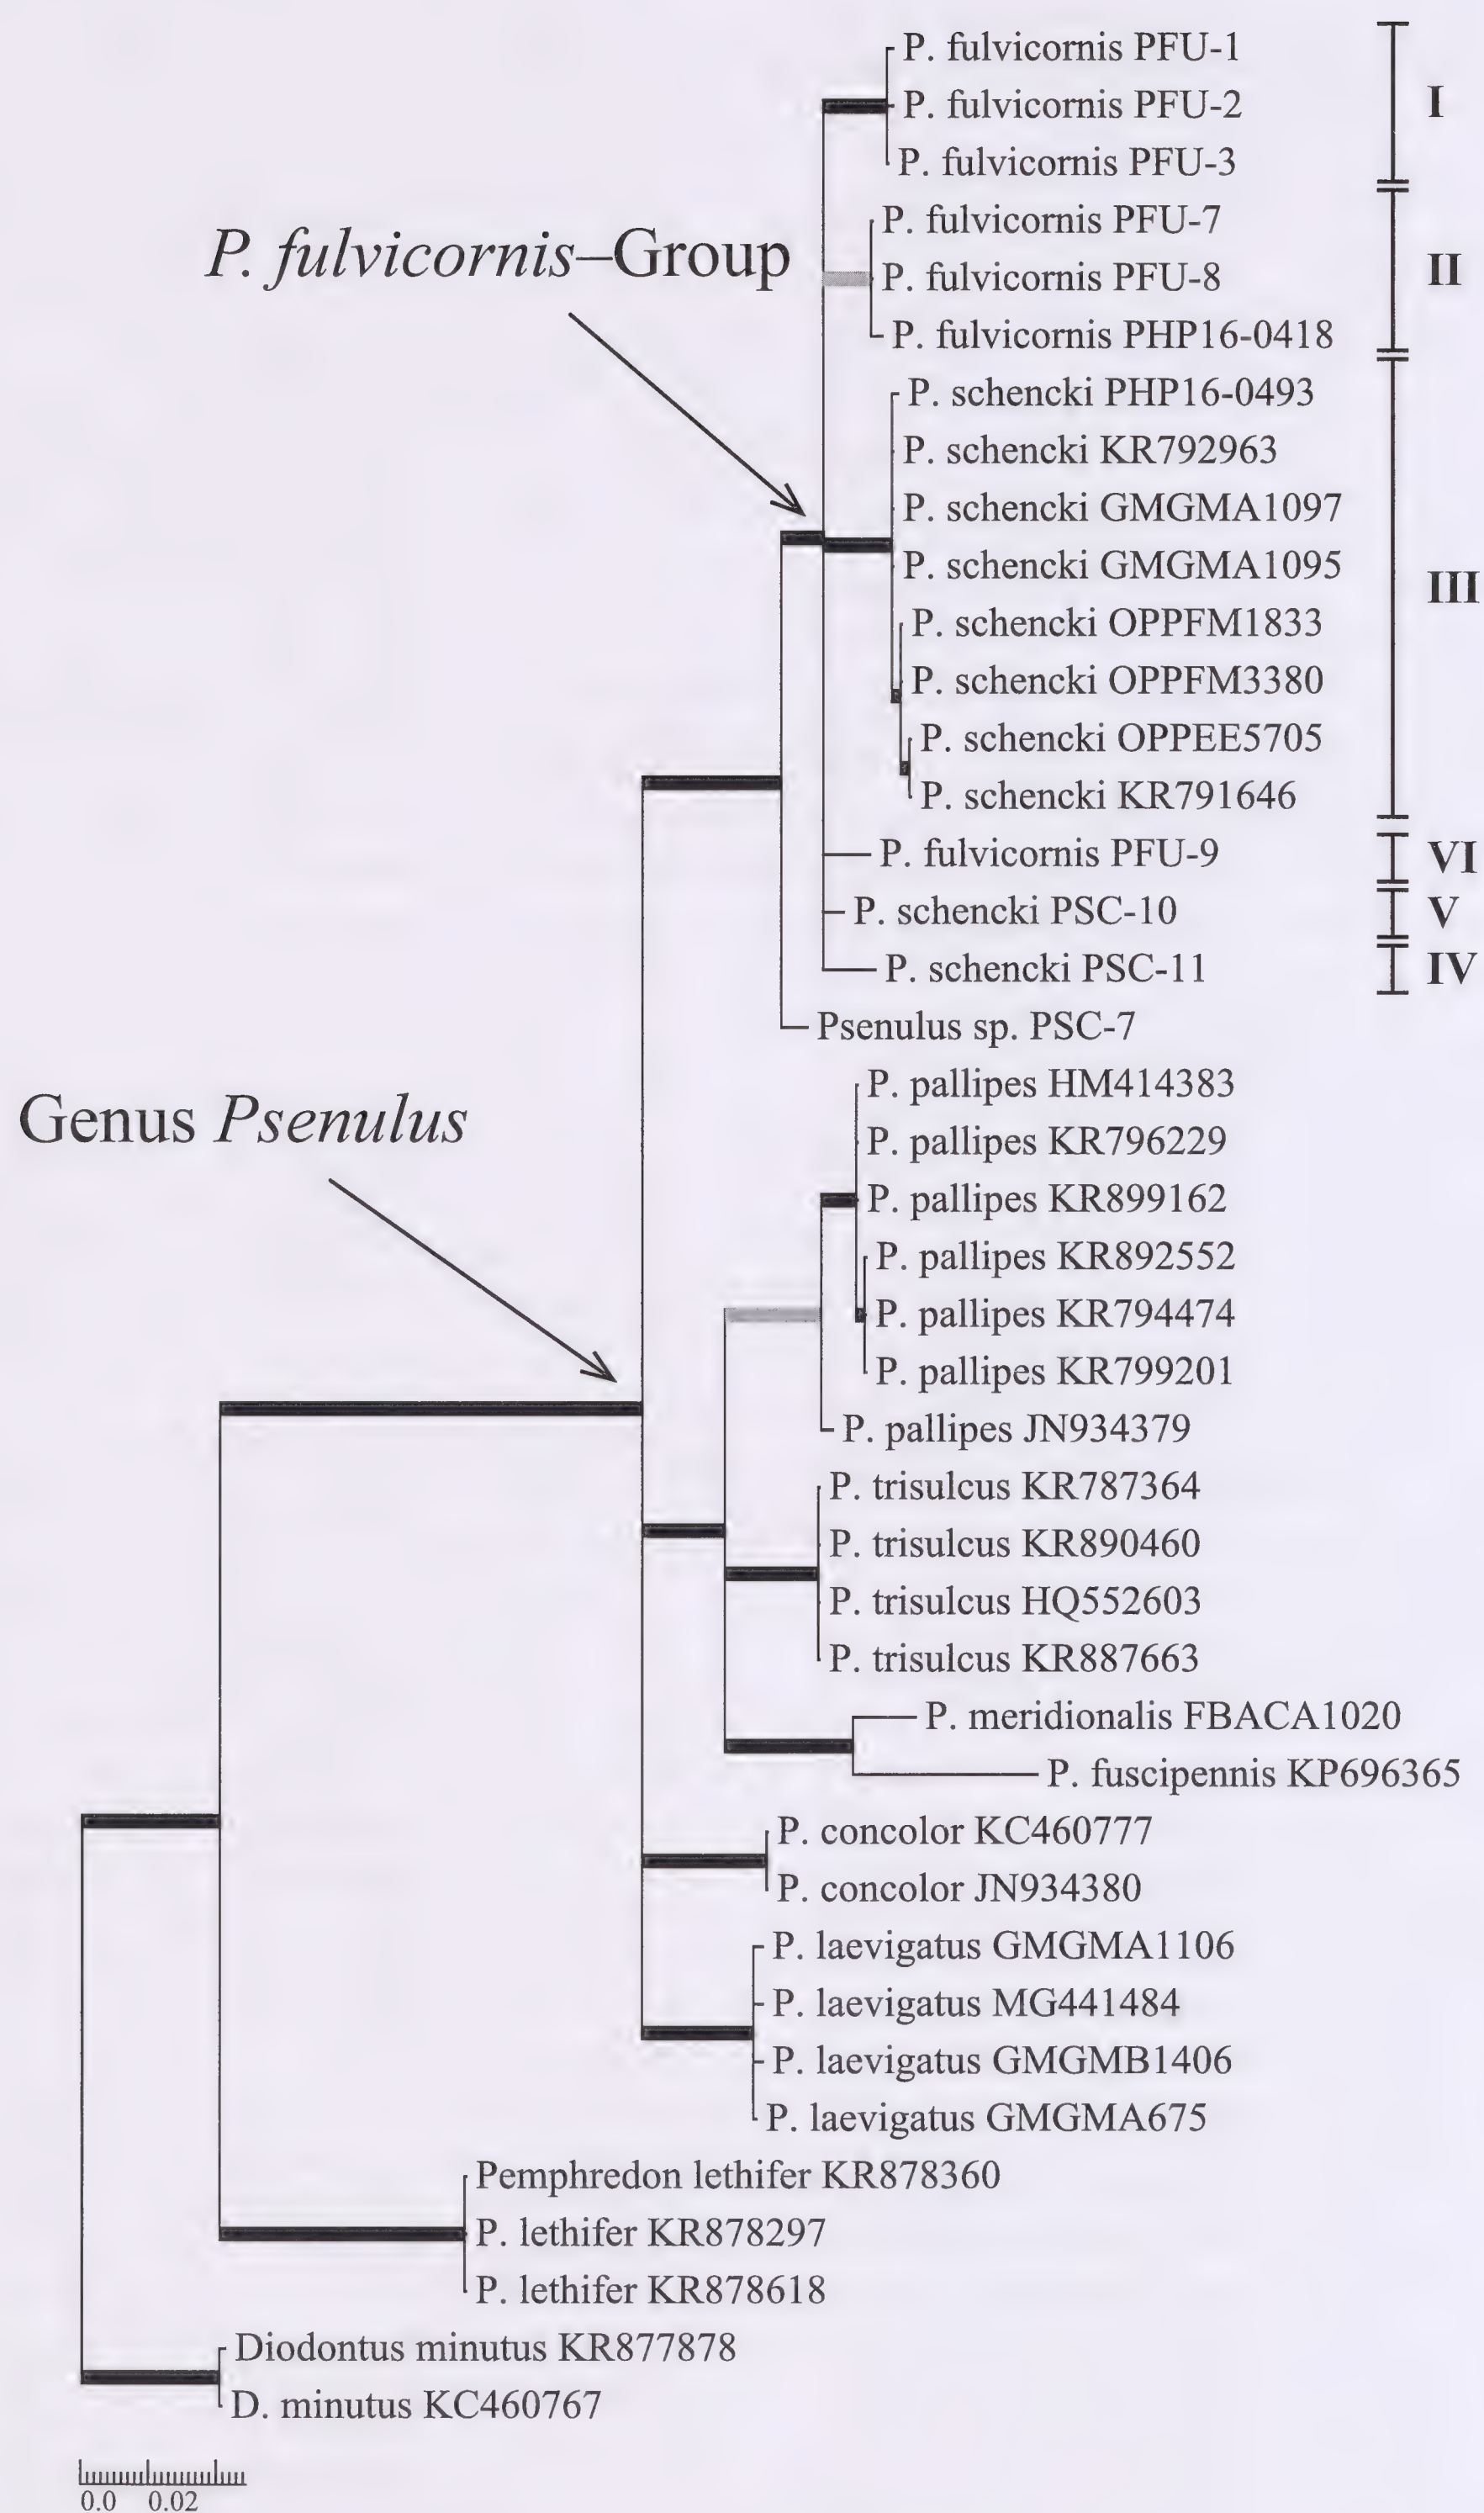 P. fulvicornis PFU-1
P. fulvicornis PFU-2
I
P. fulvicornis PFU-3
P. fulvicornis PFU-7
P. fulvicornis–Group
P. fulvicornis PFU-8
II
P. fulvicornis PHP16-0418
P. schencki PHP16-0493
P. schencki KR792963
P. schencki GMGMA1097
P. schencki GMGMA1095
III
P. schencki OPPFM1833
P. schencki OPPFM3380
P. schencki OPPEE5705
P. schencki KR791646
P. fulvicornis PFU-9
VI
P. schencki PSC-10
V
P. schencki PSC-11
IV
Psenulus sp. PSC-7
P. pallipes HM414383
Genus Psenulus
P. pallipes KR796229
P. pallipes KR899162
P. pallipes KR892552
P. pallipes KR794474
P. pallipes KR799201
P. pallipes JN934379
P. trisulcus KR787364
P. trisulcus KR890460
P. trisulcus HQ552603
P. trisulcus KR887663
P. meridionalis FBACA1020
P. fuscipennis KP696365
P. concolor KC460777
P. concolor JN934380
P. laevigatus GMGMA1106
P. laevigatus MG441484
P. laevigatus GMGMB1406
P. laevigatus GMGMA675
Pemphredon lethifer KR878360
P. lethifer KR878297
P. lethifer KR878618
Diodontus minutus KR877878
D. minutus KC460767
0.0 0.02